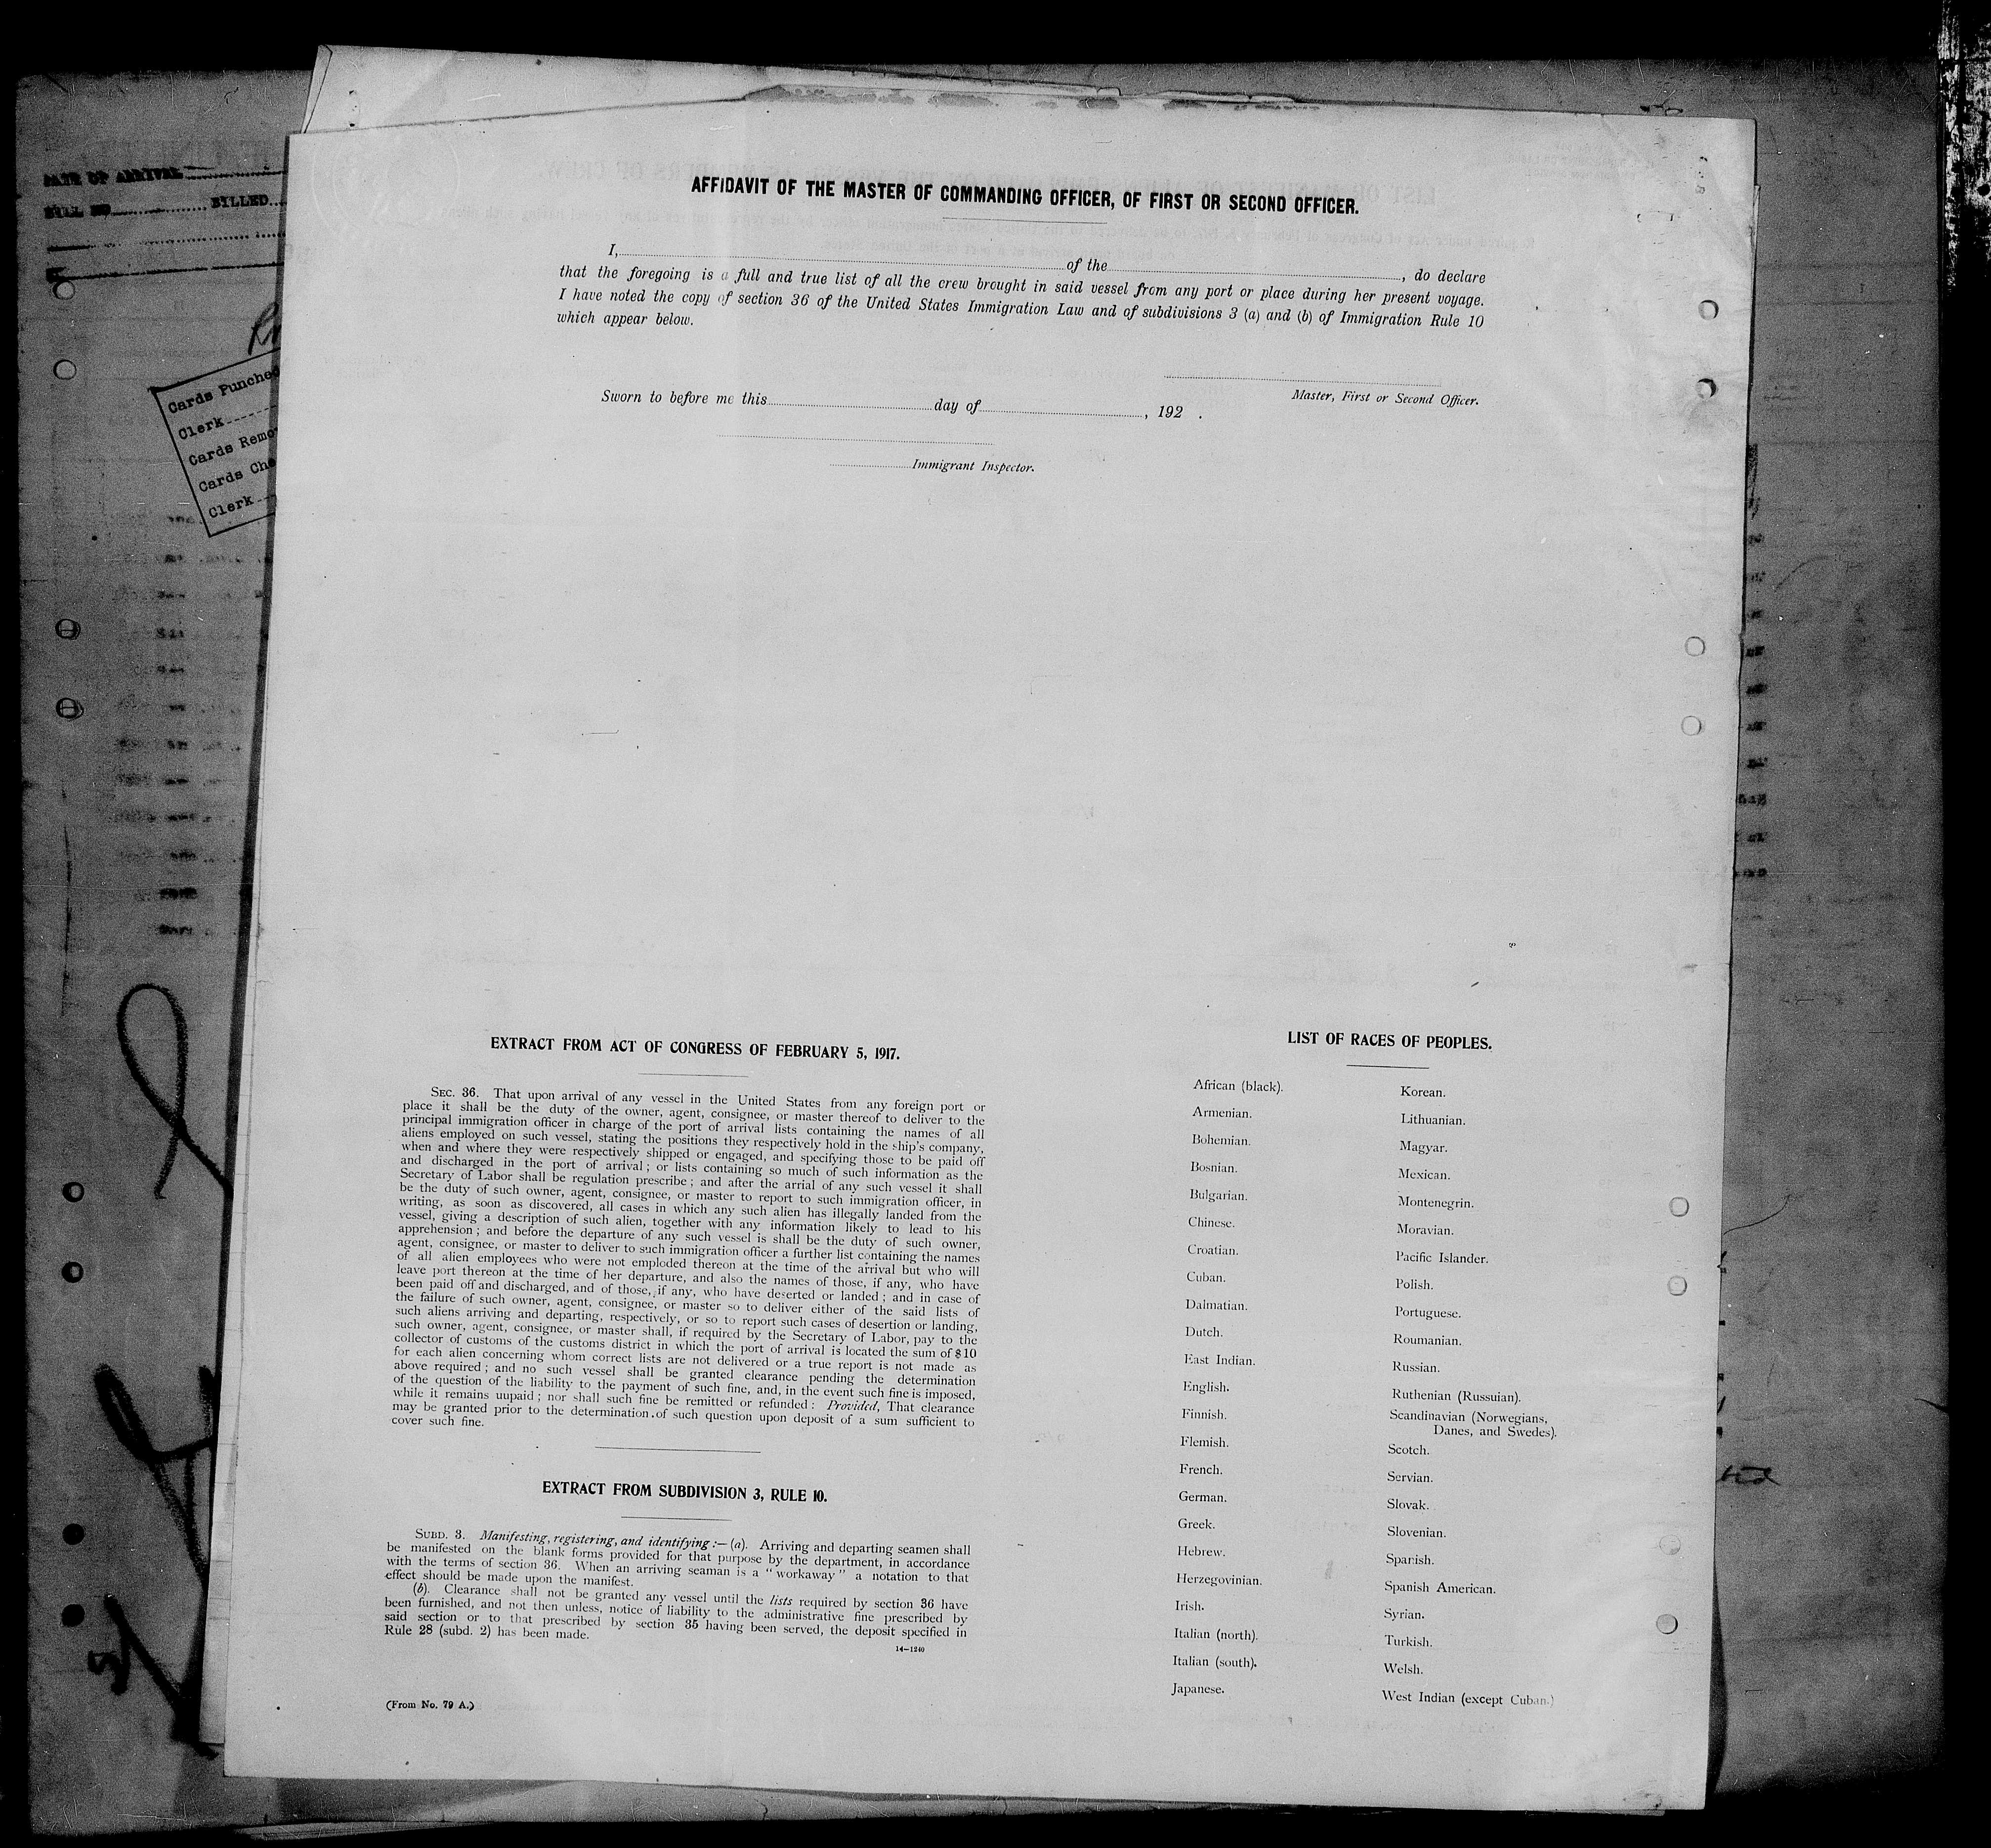 DATE OF ARRIVAL
BILL NO. BILLED
Cards Punched
Clerk
Cards Remo
Cards Che
Clerk
AFFIDAVIT OF THE MASTER OF COMMANDING OFFICER, OF FIRST OR SECOND OFFICER.
I, of the , do declare
that the foregoing is a full and true list of all the crew brought in said vessel from any port or place during her present voyage.
I have noted the copy of section 36 of the United States Immigration Law and of subdivisions 3 (a) and (b) of Immigration Rule 10
which appear below.
Master, First or Second Officer.
Sworn to before me this day of , 192 .
Immigrant Inspector.
EXTRACT FROM ACT OF CONGRESS OF FEBRUARY 5, 1917.
SEC. 36. That upon arrival of any vessel in the United States from any foreign port or
place it shall be the duty of the owner, agent, consignee, or master thereof to deliver to the
principal immigration officer in charge of the port of arrival lists containing the names of all
aliens employed on such vessel, stating the positions they respectively hold in the ship's company,
when and where they were respectively shipped or engaged, and specifying those to be paid off
and discharged in the port of arrival; or lists containing so much of such information as the
Secretary of Labor shall be regulation prescribe; and after the arrial of any such vessel it shall
be the duty of such owner, agent, consignee, or master to report to such immigration officer, in
writing, as soon as discovered, all cases in which any such alien has illegally landed from the
vessel, giving a description of such alien, together with any information likely to lead to his
apprehension; and before the departure of any such vessel is shall be the duty of such owner,
agent, consignee, or master to deliver to such immigration officer a further list containing the names
of all alien employees who were not emploded thereon at the time of the arrival but who will
leave port thereon at the time of her departure, and also the names of those, if any, who have
been paid off and discharged, and of those, if any, who have deserted or landed; and in case of
the failure of such owner, agent, consignee, or master so to deliver either of the said lists of
such aliens arriving and departing, respectively, or so to report such cases of desertion or landing,
such owner, agent, consignee, or master shall, if required by the Secretary of Labor, pay to the
collector of customs of the customs district in which the port of arrival is located the sum of $10
for each alien concerning whom correct lists are not delivered or a true report is not made as
above required; and no such vessel shall be granted clearance pending the determination
of the question of the liability to the payment of such fine, and, in the event such fine is imposed,
while it remains uupaid; nor shall such fine be remitted or refunded: Provided, That clearance
may be granted prior to the determination of such question upon deposit of a sum sufficient to
cover such fine.
EXTRACT FROM SUBDIVISION 3, RULE 10.
SUBD. 3. Manifesting, registering, and identifying:—(a). Arriving and departing seamen shall
be manifested on the blank forms provided for that purpose by the department, in accordance
with the terms of section 36. When an arriving seaman is a "workaway" a notation to that
effect should be made upon the manifest.
(b). Clearance shall not be granted any vessel until the lists required by section 36 have
been furnished, and not then unless, notice of liability to the administrative fine prescribed by
said section or to that prescribed by section 35 having been served, the deposit specified in
Rule 28 (subd. 2) has been made.
14—1240
(From No. 79 A.)
LIST OF RACES OF PEOPLES.
African (black).
Armenian.
Bohemian.
Bosnian.
Bulgarian.
Chinese.
Croatian.
Cuban.
Dalmatian.
Dutch.
East Indian.
English.
Finnish.
Flemish.
French.
German.
Greek.
Hebrew.
Herzegovinian.
Irish.
Italian (north).
Italian (south).
Japanese.
Korean.
Lithuanian.
Magyar.
Mexican.
Montenegrin.
Moravian.
Pacific Islander.
Polish.
Portuguese.
Roumanian.
Russian.
Ruthenian (Russuian).
Scandinavian (Norwegians,
Danes, and Swedes).
Scotch.
Servian.
Slovak.
Slovenian.
Spanish.
Spanish American.
Syrian.
Turkish.
Welsh.
West Indian (except Cuban.)